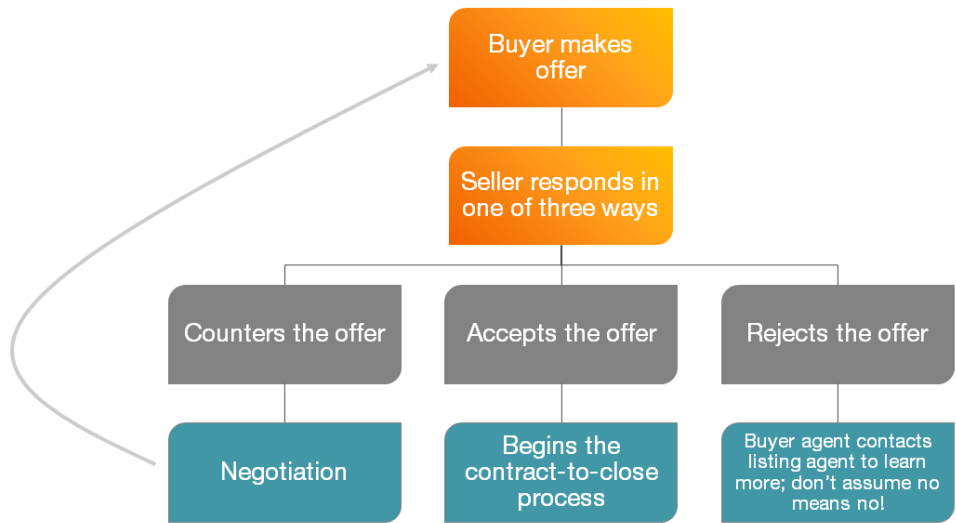 Buyer makes
offer
Seller responds in
one of three ways
Counters the offer
Accepts the offer
Rejects the offer
Negotiation
Begins the
contract-to-close
process
Buyer agent contacts
listing agent to learn
more; don’t assume no
means no!